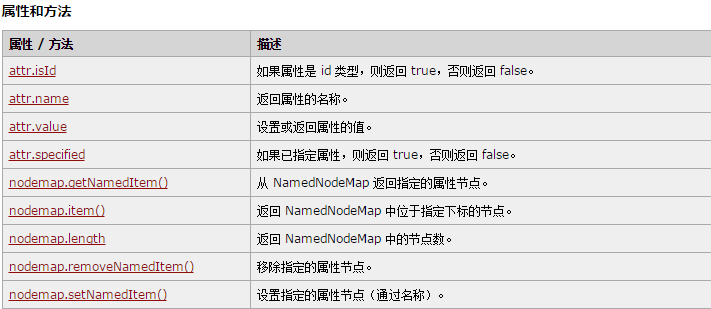 属性和方法
属性 / 方法 描述
attr.isId 如果属性是 id 类型，则返回 true，否则返回 false。
attr.name 返回属性的名称。
attr.value 设置或返回属性的值。
attr.specified 如果已指定属性，则返回 true，否则返回 false。
nodemap.getNamedItem() 从 NamedNodeMap 返回指定的属性节点。
nodemap.item() 返回 NamedNodeMap 中位于指定下标的节点。
nodemap.length 返回 NamedNodeMap 中的节点数。
nodemap.removeNamedItem() 移除指定的属性节点。
nodemap.setNamedItem() 设置指定的属性节点（通过名称）。